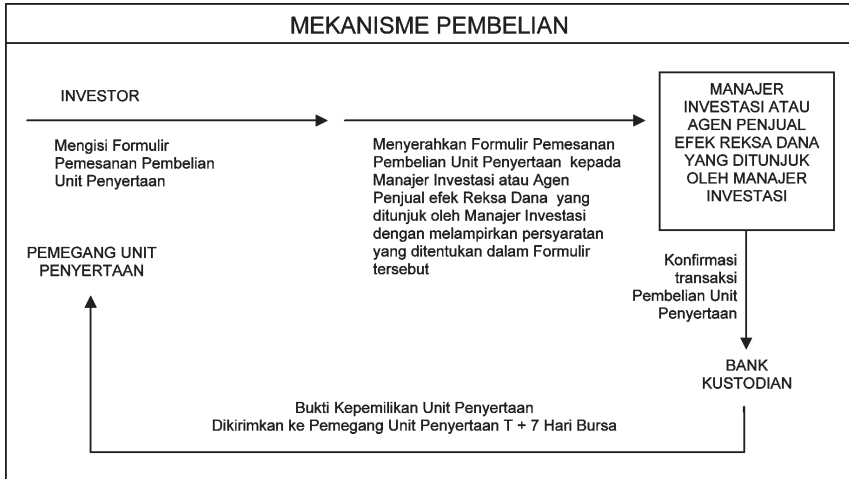 MEKANISME PEMBELIAN
INVESTOR
Mengisi Formulir
Pemesanan Pembelian
Unit Penyertaan
Menyerahkan Formulir Pemesanan
Pembelian Unit Penyertaan kepada
Manajer Investasi atau Agen
Penjual efek Reksa Dana yang
ditunjuk oleh Manajer Investasi
dengan melampirkan persyaratan
yang ditentukan dalam Formulir
tersebut
MANAJER
INVESTASI ATAU
AGEN PENJUAL
EFEK REKSA DANA
YANG DITUNJUK
OLEH MANAJER
INVESTASI
Konfirmasi
transaksi
Pembelian Unit
Penyertaan
BANK
KUSTODIAN
Bukti Kepemilikan Unit Penyertaan
Dikirimkan ke Pemegang Unit Penyertaan T + 7 Hari Bursa
PEMEGANG UNIT
PENYERTAAN